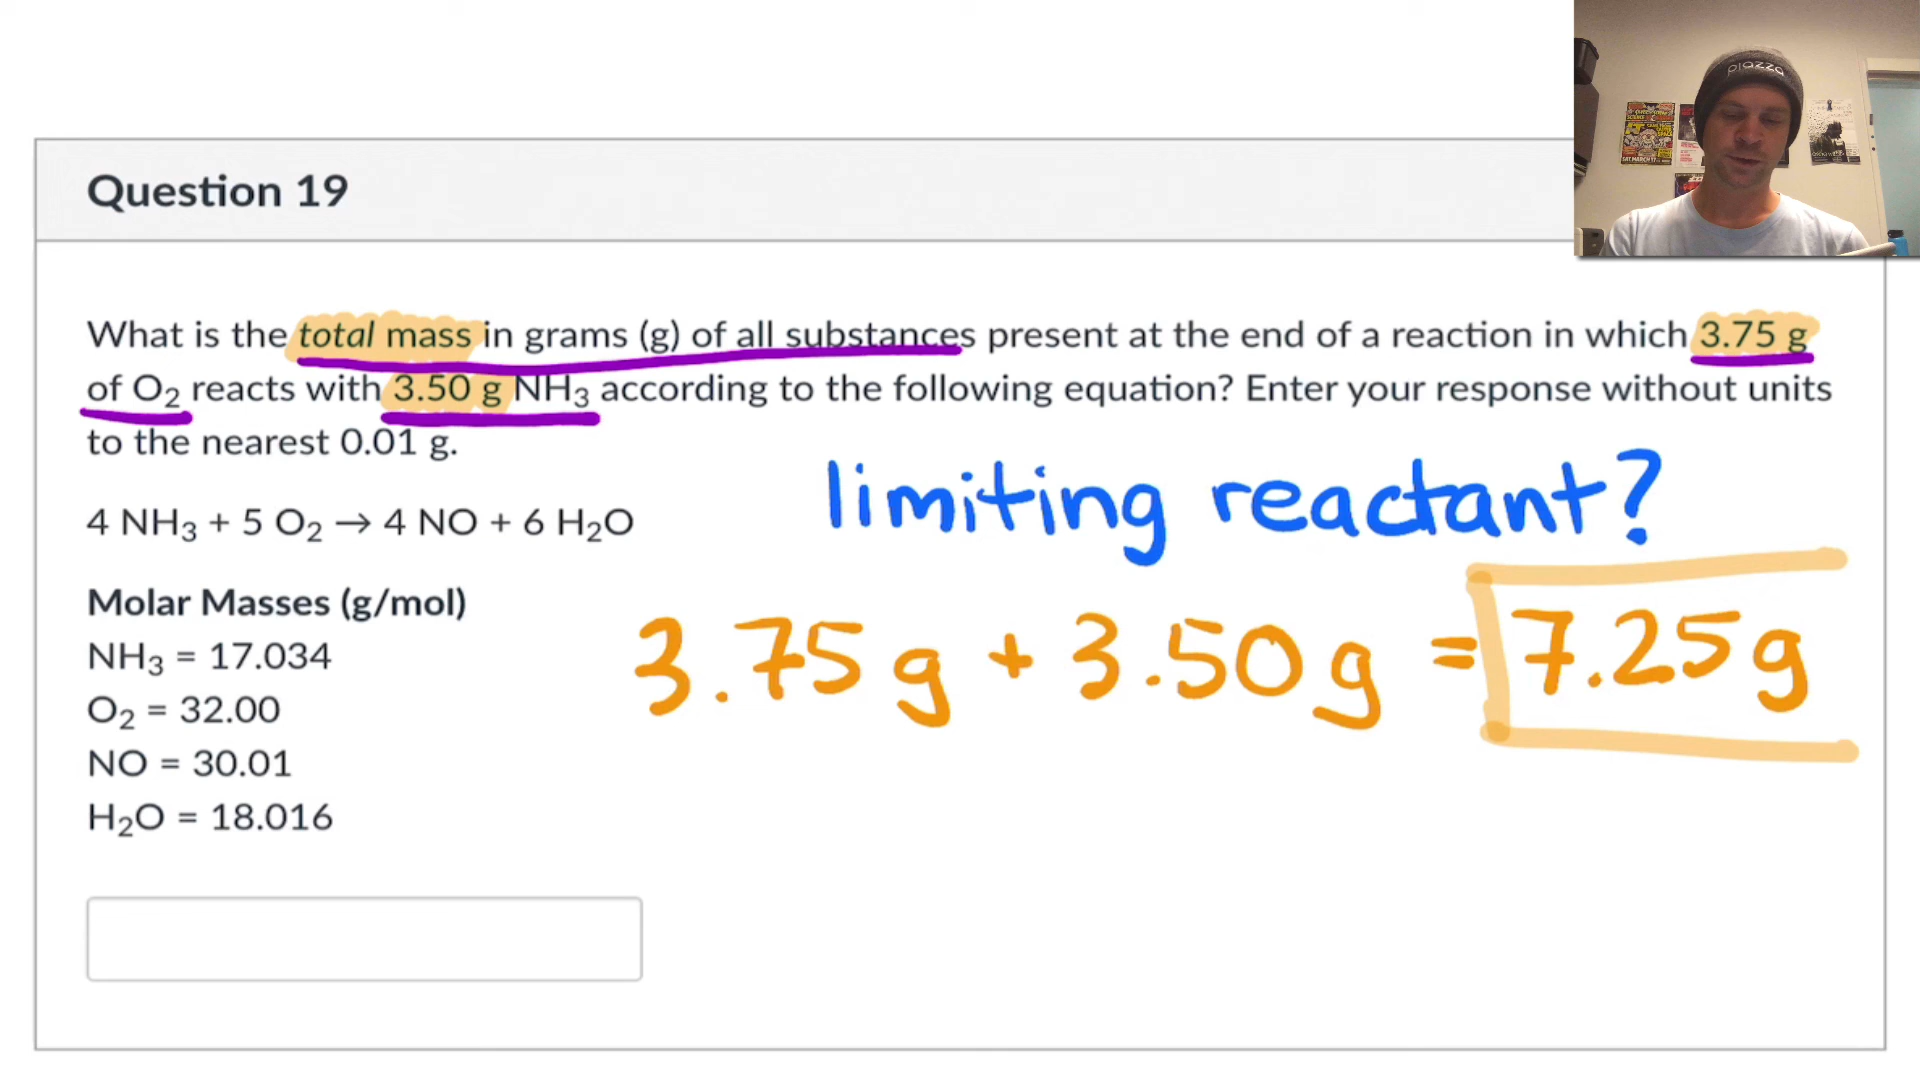 piazza
Question 19
What is the total mass in grams (g) of all substances present at the end of a reaction in which 3.75 g
of O₂ reacts with 3.50 g NH₃ according to the following equation? Enter your response without units
to the nearest 0.01 g.
limiting reactant?
4 NH₃ + 5 O₂ → 4 NO + 6 H₂O
Molar Masses (g/mol)
3.75 g + 3.50 g = 7.25 g
NH₃ = 17.034
O₂ = 32.00
NO = 30.01
H₂O = 18.016